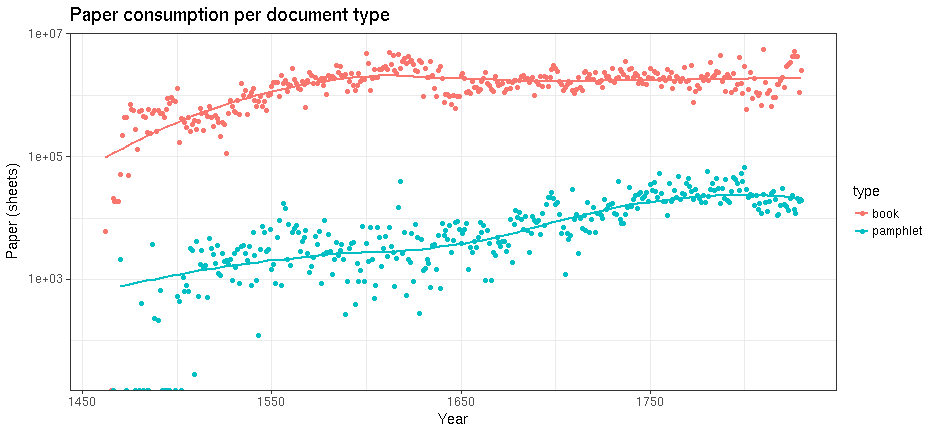 Paper consumption per document type
1e+07
1e+05
1e+03
Paper (sheets)
1450
1550
1650
1750
Year
type
book
pamphlet